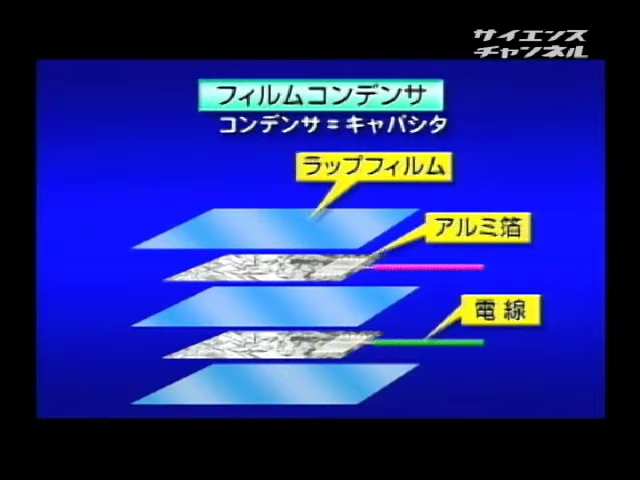 サイエンス
チャンネル
フィルムコンデンサ
コンデンサ=キャパシタ
ラップフィルム
アルミ箔
電線